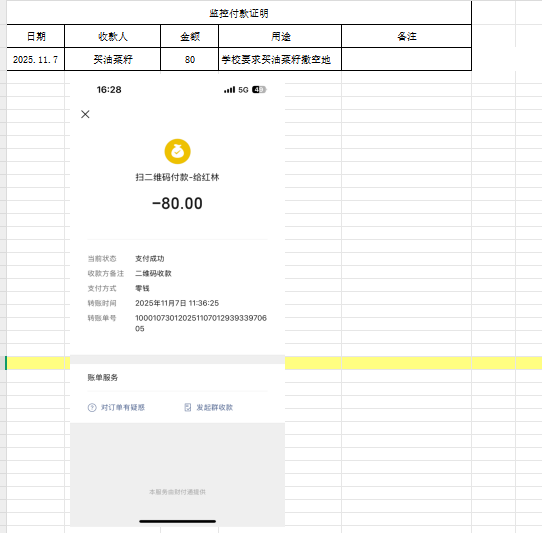 监控付款证明
日期 收款人 金额 用途 备注
2025.11.7 买油菜籽 80 学校要求买油菜籽撒空地
16:28 5G
扫二维码付款-给红林
-80.00
当前状态 支付成功
收款方备注 二维码收款
支付方式 零钱
转账时间 2025年11月7日 11:36:25
转账单号 100010730120251107012939339706
05
账单服务
对订单有疑惑 发起群收款
本服务由财付通提供